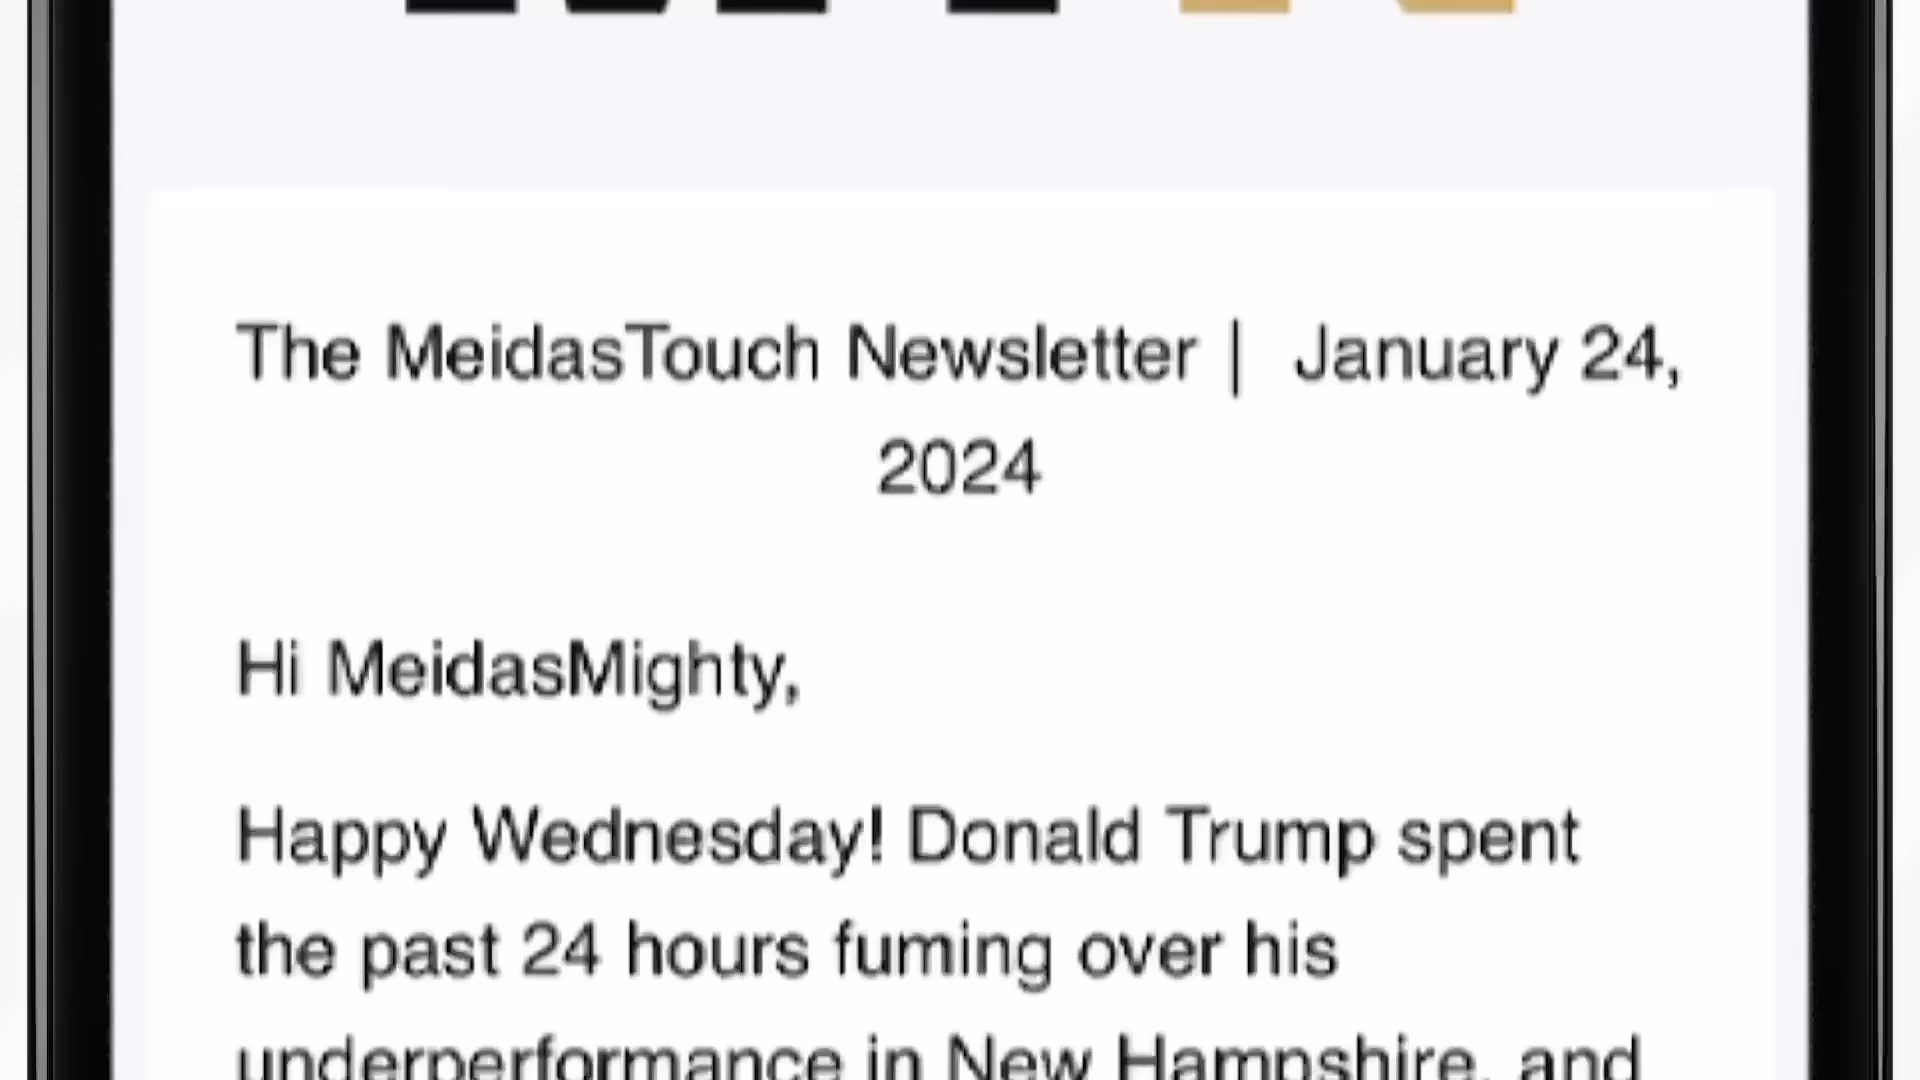 The MeidasTouch Newsletter | January 24,
2024
Hi MeidasMighty,
Happy Wednesday! Donald Trump spent
the past 24 hours fuming over his
underperformance in New Hampshire, and